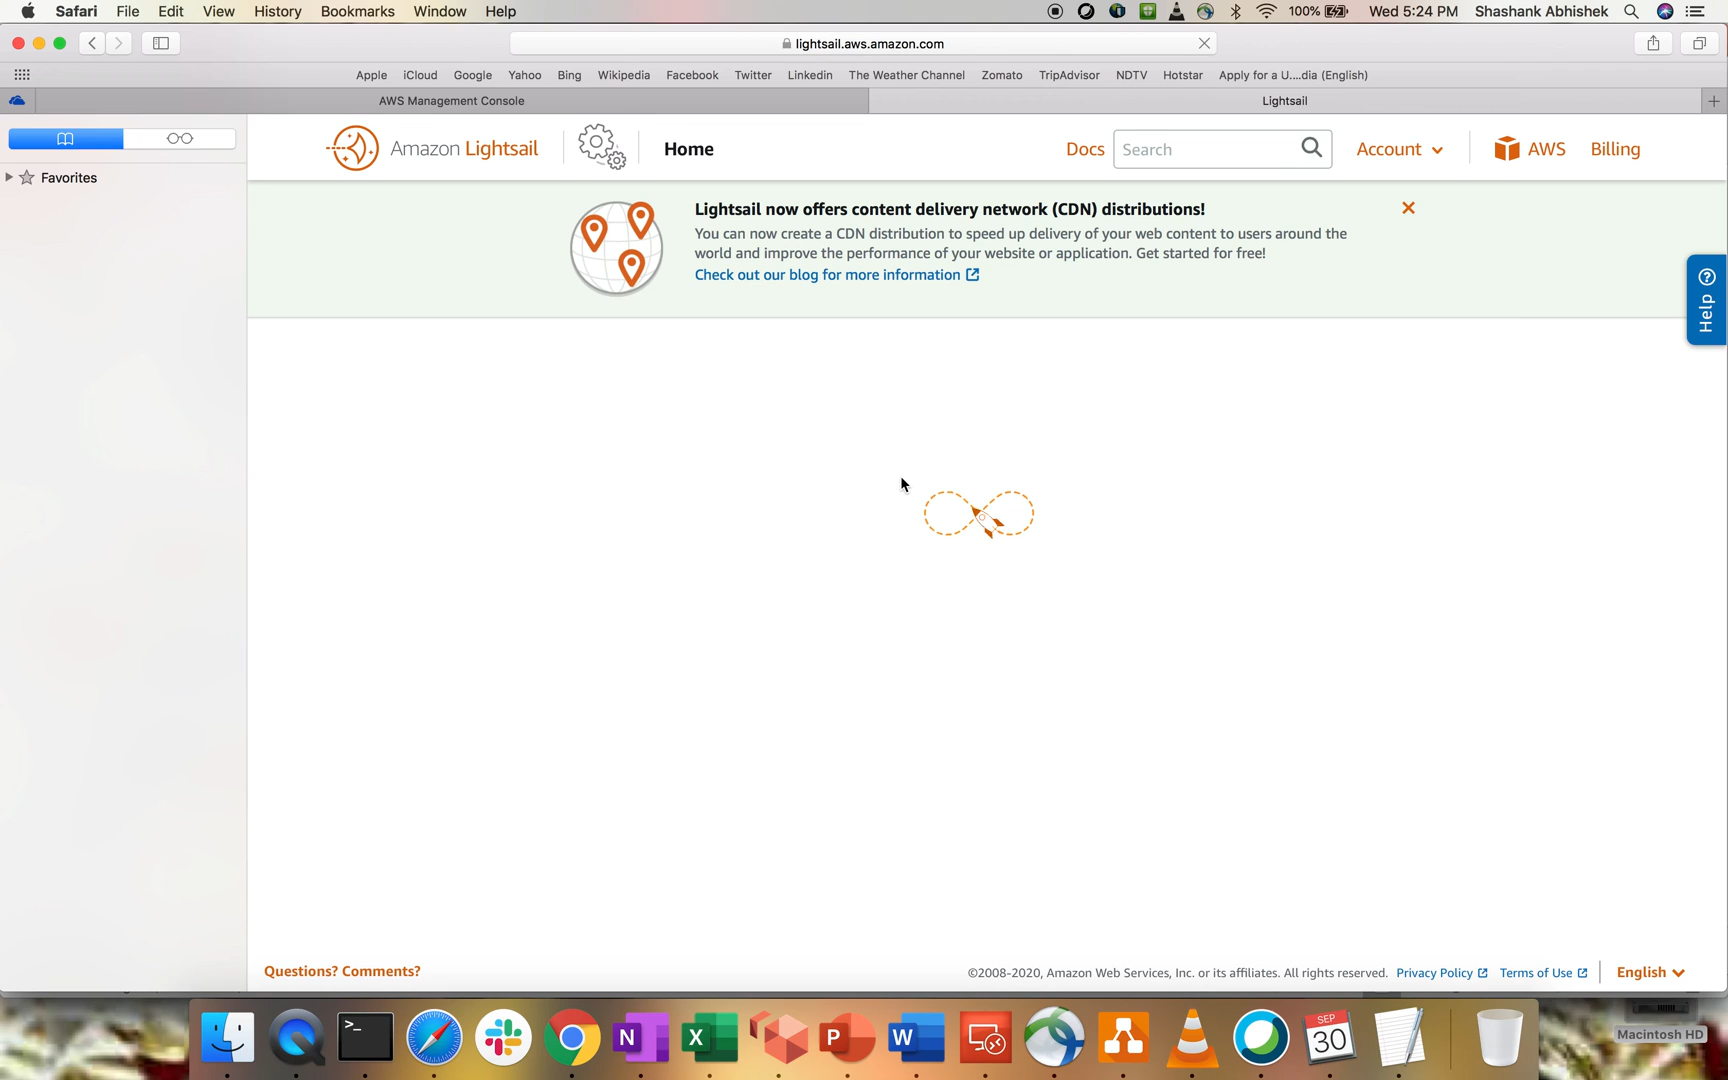 Safari File Edit View History Bookmarks Window Help 100% Wed 5:24 PM Shashank Abhishek
lightsail.aws.amazon.com
Apple iCloud Google Yahoo Bing Wikipedia Facebook Twitter Linkedin The Weather Channel Zomato TripAdvisor NDTV Hotstar Apply for a U....dia (English)
AWS Management Console Lightsail
Favorites
Amazon Lightsail Home Docs Search Account AWS Billing
Lightsail now offers content delivery network (CDN) distributions!
You can now create a CDN distribution to speed up delivery of your web content to users around the
world and improve the performance of your website or application. Get started for free!
Check out our blog for more information
Help
Questions? Comments? ©2008-2020, Amazon Web Services, Inc. or its affiliates. All rights reserved. Privacy Policy Terms of Use English
>_ N X P W SEP 30
Macintosh HD